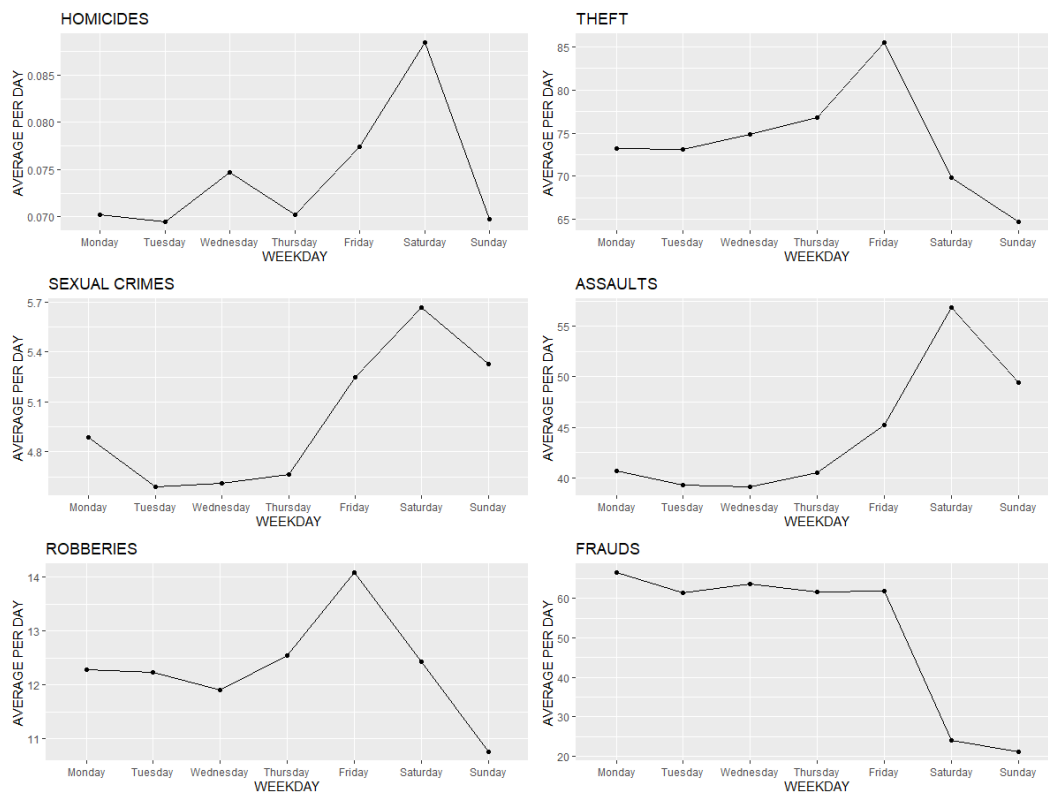 HOMICIDES
AVERAGE PER DAY
0.085
0.080
0.075
0.070
Monday Tuesday Wednesday Thursday Friday Saturday Sunday
WEEKDAY
THEFT
AVERAGE PER DAY
85
80
75
70
65
Monday Tuesday Wednesday Thursday Friday Saturday Sunday
WEEKDAY
SEXUAL CRIMES
AVERAGE PER DAY
5.7
5.4
5.1
4.8
Monday Tuesday Wednesday Thursday Friday Saturday Sunday
WEEKDAY
ASSAULTS
AVERAGE PER DAY
55
50
45
40
Monday Tuesday Wednesday Thursday Friday Saturday Sunday
WEEKDAY
ROBBERIES
AVERAGE PER DAY
14
13
12
11
Monday Tuesday Wednesday Thursday Friday Saturday Sunday
WEEKDAY
FRAUDS
AVERAGE PER DAY
60
50
40
30
20
Monday Tuesday Wednesday Thursday Friday Saturday Sunday
WEEKDAY